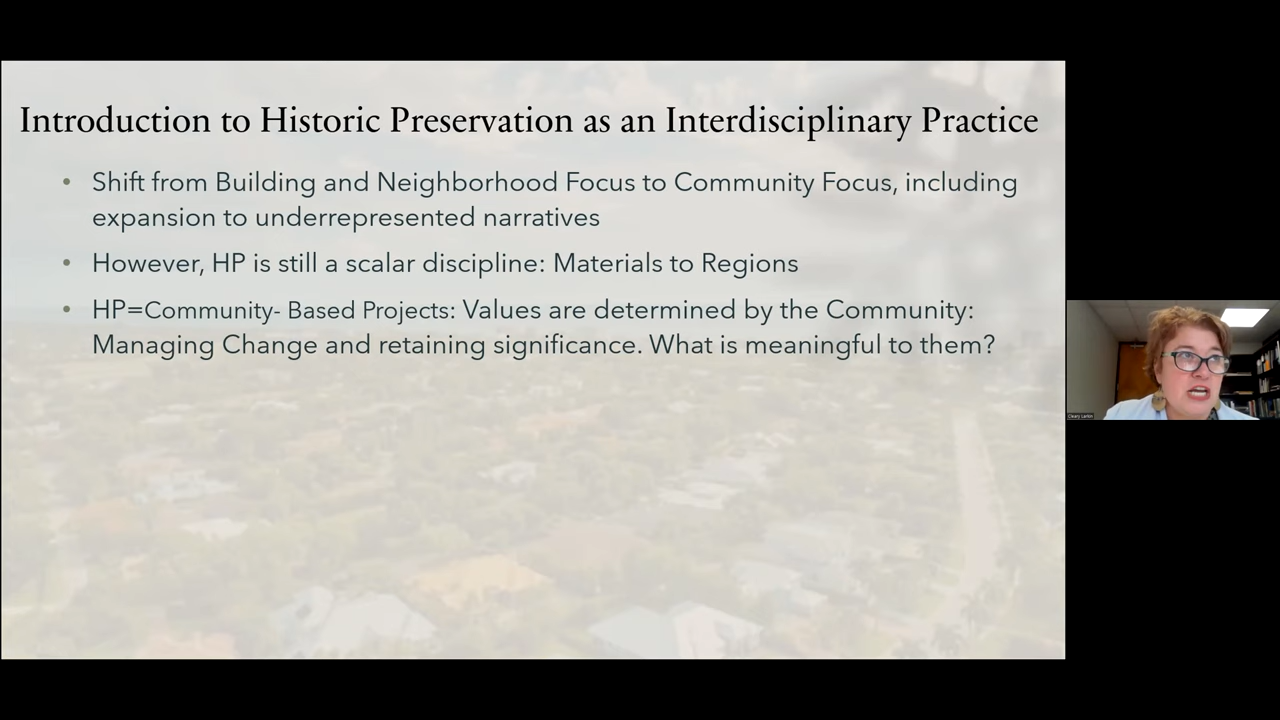 Introduction to Historic Preservation as an Interdisciplinary Practice
• Shift from Building and Neighborhood Focus to Community Focus, including
expansion to underrepresented narratives
• However, HP is still a scalar discipline: Materials to Regions
• HP=Community- Based Projects: Values are determined by the Community:
Managing Change and retaining significance. What is meaningful to them?
Cleary Larkin